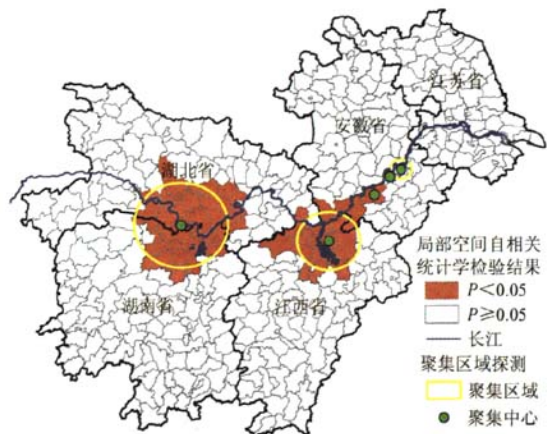 江苏省
安徽省
湖北省
湖南省
江西省
局部空间自相关
统计学检验结果
P<0.05
P≥0.05
长江
聚集区域探测
聚集区域
聚集中心